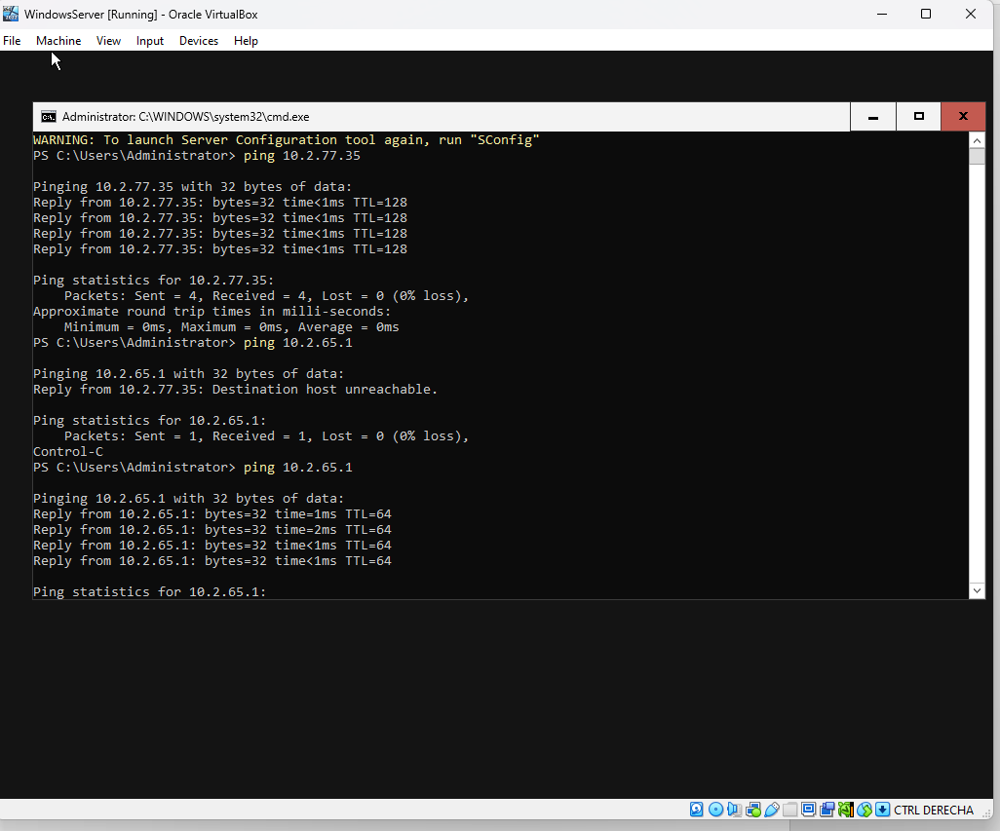 WindowsServer [Running] - Oracle VirtualBox
File Machine View Input Devices Help
Administrator: C:\WINDOWS\system32\cmd.exe
WARNING: To launch Server Configuration tool again, run "SConfig"
PS C:\Users\Administrator> ping 10.2.77.35
Pinging 10.2.77.35 with 32 bytes of data:
Reply from 10.2.77.35: bytes=32 time<1ms TTL=128
Reply from 10.2.77.35: bytes=32 time<1ms TTL=128
Reply from 10.2.77.35: bytes=32 time<1ms TTL=128
Reply from 10.2.77.35: bytes=32 time<1ms TTL=128
Ping statistics for 10.2.77.35:
    Packets: Sent = 4, Received = 4, Lost = 0 (0% loss),
Approximate round trip times in milli-seconds:
    Minimum = 0ms, Maximum = 0ms, Average = 0ms
PS C:\Users\Administrator> ping 10.2.65.1
Pinging 10.2.65.1 with 32 bytes of data:
Reply from 10.2.77.35: Destination host unreachable.
Ping statistics for 10.2.65.1:
    Packets: Sent = 1, Received = 1, Lost = 0 (0% loss),
Control-C
PS C:\Users\Administrator> ping 10.2.65.1
Pinging 10.2.65.1 with 32 bytes of data:
Reply from 10.2.65.1: bytes=32 time=1ms TTL=64
Reply from 10.2.65.1: bytes=32 time=2ms TTL=64
Reply from 10.2.65.1: bytes=32 time<1ms TTL=64
Reply from 10.2.65.1: bytes=32 time<1ms TTL=64
Ping statistics for 10.2.65.1:
CTRL DERECHA